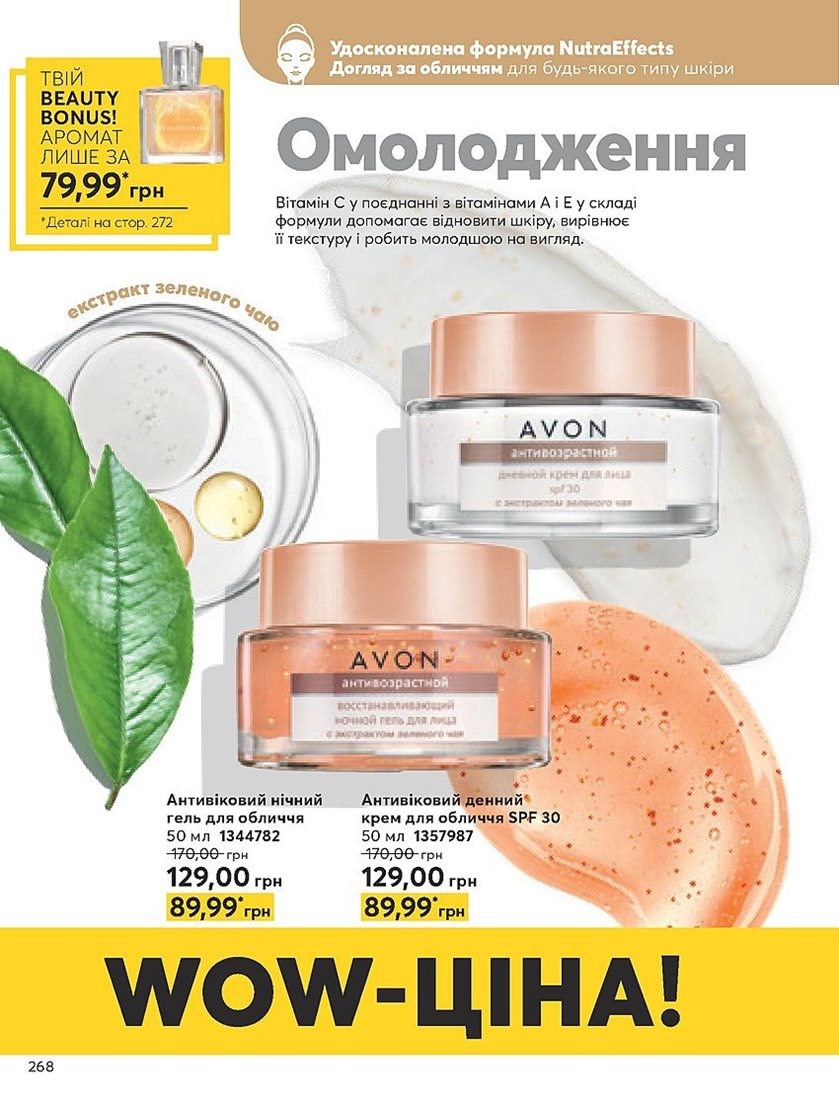 Удосконалена формула NutraEffects
Догляд за обличчям для будь-якого типу шкіри
ТВІЙ
BEAUTY
BONUS!
АРОМАТ
ЛИШЕ ЗА
79,99* грн
*Деталі на стор. 272
Омолодження
Вітамін С у поєднанні з вітамінами А і Е у складі
формули допомагає відновити шкіру, вирівнює
її текстуру і робить молодшою на вигляд.
екстракт зеленого чаю
AVON
антивозрастной
дневной крем для лица
spf 30
с экстрактом зеленого чая
AVON
антивозрастной
восстанавливающий
ночной гель для лица
с экстрактом зеленого чая
Антивіковий нічний
гель для обличчя
50 мл 1344782
170,00 грн
129,00 грн
89,99* грн
Антивіковий денний
крем для обличчя SPF 30
50 мл 1357987
170,00 грн
129,00 грн
89,99* грн
WOW-ЦІНА!
268